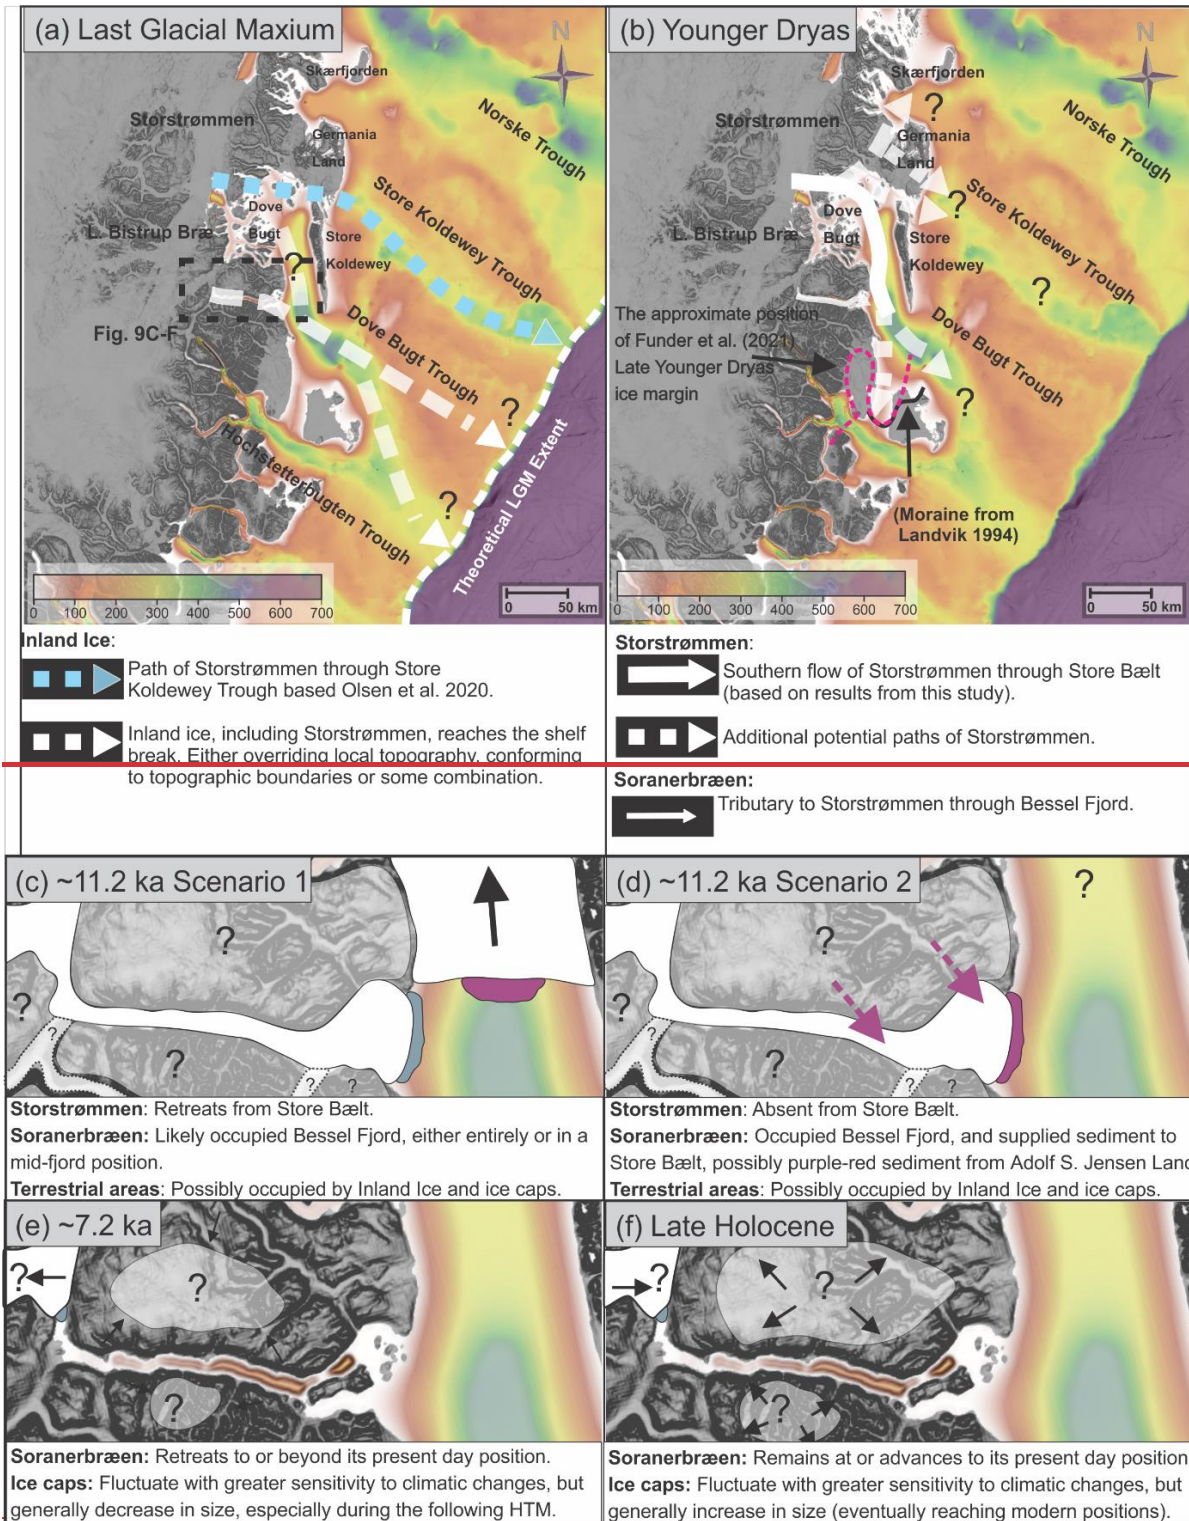 (a) Last Glacial Maxium
N
Skærfjorden
Storstrømmen
Norske Trough
Germania
Land
Store Koldewey Trough
Dove
Bugt
L. Bistrup Bræ
Store
Koldewey
?
Fig. 9C-F
Dove Bugt Trough
?
Hochstetterbugten Trough
?
Theoretical LGM Extent
0 100 200 300 400 500 600 700
0 50 km
Inland Ice:
Path of Storstrømmen through Store
Koldewey Trough based Olsen et al. 2020.
Inland ice, including Storstrømmen, reaches the shelf
break. Either overriding local topography, conforming
to topographic boundaries or some combination.
(b) Younger Dryas
N
Skærfjorden
?
Storstrømmen
Norske Trough
Germania
Land
?
Store Koldewey Trough
Dove
Bugt
L. Bistrup Bræ
Store
Koldewey
?
The approximate position
of Funder et al. (2021)
Late Younger Dryas
ice margin
Dove Bugt Trough
?
(Moraine from
Landvik 1994)
0 100 200 300 400 500 600 700
0 50 km
Storstrømmen:
Southern flow of Storstrømmen through Store Bælt
(based on results from this study).
Additional potential paths of Storstrømmen.
Soranerbræen:
Tributary to Storstrømmen through Bessel Fjord.
(c) ~11.2 ka Scenario 1
?
?
?
?
?
?
Storstrømmen: Retreats from Store Bælt.
Soranerbræen: Likely occupied Bessel Fjord, either entirely or in a
mid-fjord position.
Terrestrial areas: Possibly occupied by Inland Ice and ice caps.
(d) ~11.2 ka Scenario 2
?
?
?
?
?
?
?
Storstrømmen: Absent from Store Bælt.
Soranerbræen: Occupied Bessel Fjord, and supplied sediment to
Store Bælt, possibly purple-red sediment from Adolf S. Jensen Land
Terrestrial areas: Possibly occupied by Inland Ice and ice caps.
(e) ~7.2 ka
?
?
?
Soranerbræen: Retreats to or beyond its present day position.
Ice caps: Fluctuate with greater sensitivity to climatic changes, but
generally decrease in size, especially during the following HTM.
(f) Late Holocene
?
?
?
Soranerbræen: Remains at or advances to its present day position
Ice caps: Fluctuate with greater sensitivity to climatic changes, but
generally increase in size (eventually reaching modern positions).